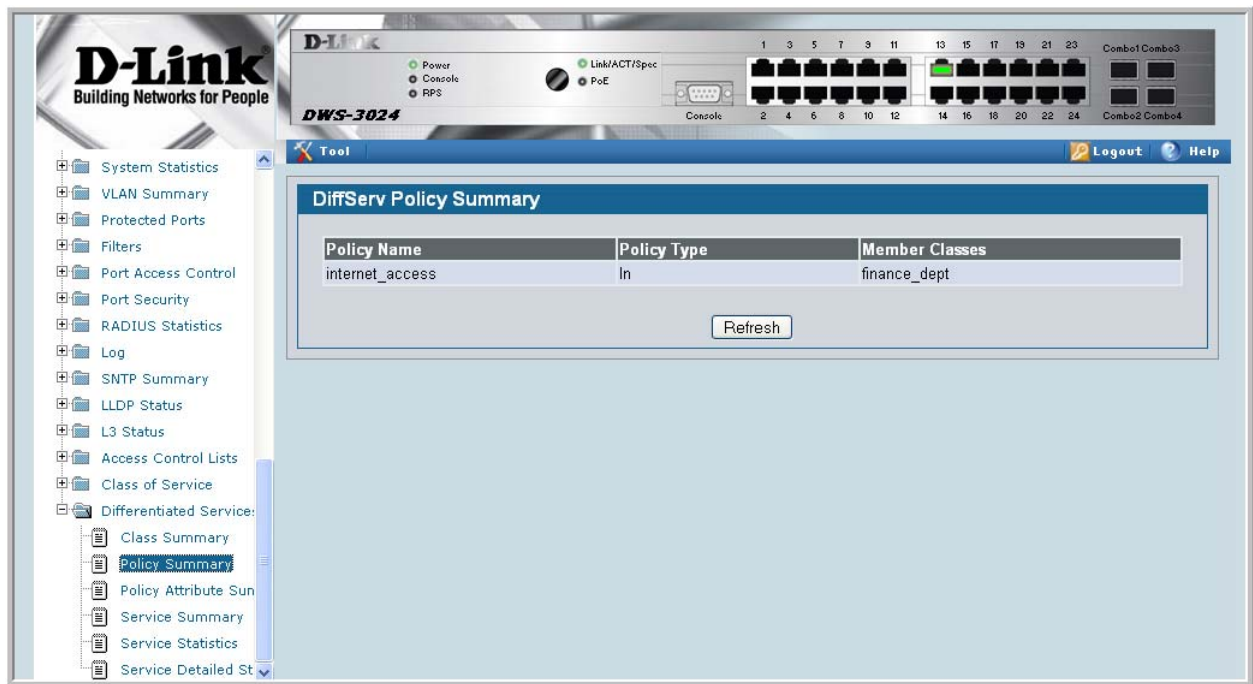 D-Link
Building Networks for People
D-Link
Power
Console
RPS
Link/ACT/Spec
PoE
DWS-3024
Console
1 3 5 7 9 11 13 15 17 19 21 23 Combo1 Combo3
2 4 6 8 10 12 14 16 18 20 22 24 Combo2 Combo4
Tool
Logout
Help
System Statistics
VLAN Summary
Protected Ports
Filters
Port Access Control
Port Security
RADIUS Statistics
Log
SNTP Summary
LLDP Status
L3 Status
Access Control Lists
Class of Service
Differentiated Services
Class Summary
Policy Summary
Policy Attribute Sun
Service Summary
Service Statistics
Service Detailed St
DiffServ Policy Summary
Policy Name Policy Type Member Classes
internet_access In finance_dept
Refresh